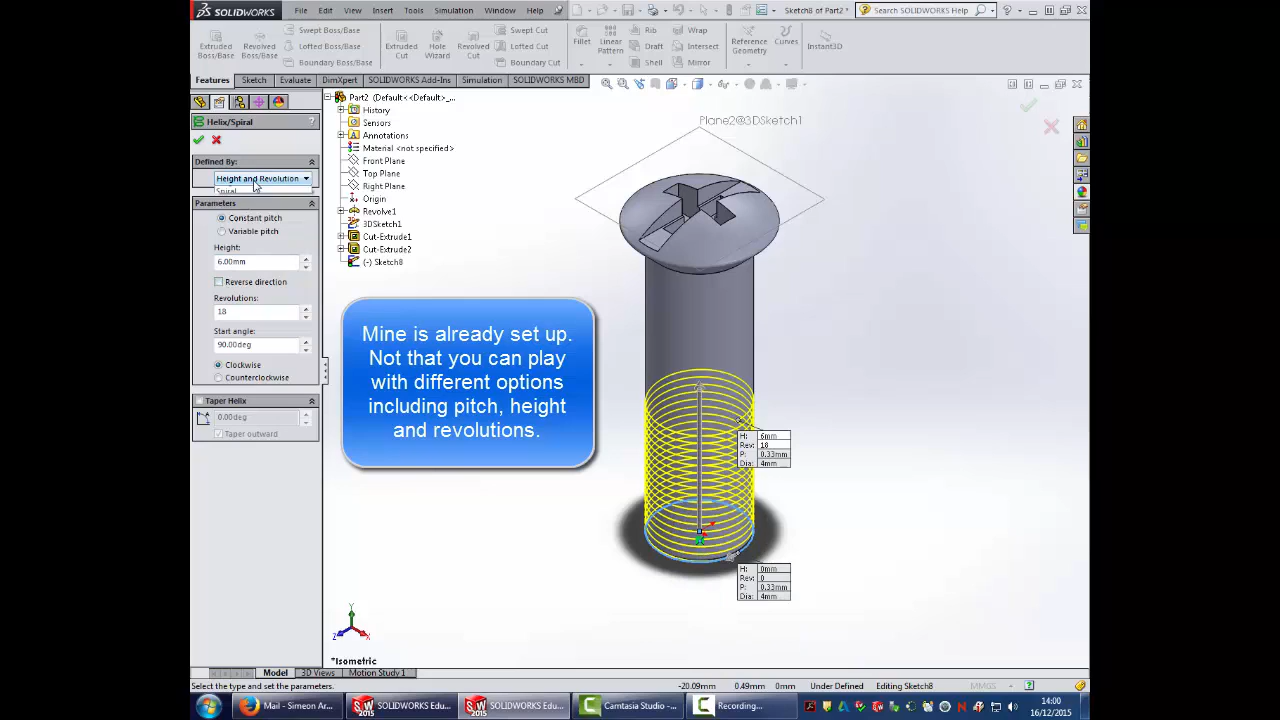 SOLIDWORKS
File
Edit
View
Insert
Tools
Simulation
Window
Help
Sketch8 of Part2 *
Search SOLIDWORKS Help
Extruded Boss/Base
Revolved Boss/Base
Swept Boss/Base
Lofted Boss/Base
Boundary Boss/Base
Extruded Cut
Hole Wizard
Revolved Cut
Swept Cut
Lofted Cut
Boundary Cut
Fillet
Linear Pattern
Rib
Draft
Shell
Wrap
Intersect
Mirror
Reference Geometry
Curves
Instant3D
Features
Sketch
Evaluate
DimXpert
SOLIDWORKS Add-Ins
Simulation
SOLIDWORKS MBD
Helix/Spiral
?
Defined By:
Height and Revolution
Spiral
Parameters
Constant pitch
Variable pitch
Height:
6.00mm
Reverse direction
Revolutions:
18
Start angle:
90.00deg
Clockwise
Counterclockwise
Taper Helix
0.00deg
Taper outward
Part2 (Default<<Default>_...
History
Sensors
Annotations
Material <not specified>
Front Plane
Top Plane
Right Plane
Origin
Revolve1
3DSketch1
Cut-Extrude1
Cut-Extrude2
(-) Sketch8
Plane2@3DSketch1
Mine is already set up.
Not that you can play
with different options
including pitch, height
and revolutions.
H: 6mm
Rev: 18
P: 0.33mm
Dia: 4mm
H: 0mm
Rev: 0
P: 0.33mm
Dia: 4mm
Y
Z
X
*Isometric
Model
3D Views
Motion Study 1
Select the type and set the parameters.
-20.09mm
0.49mm
0mm
Under Defined
Editing Sketch8
MMGS
Mail - Simeon Ar...
SOLIDWORKS Edu...
SOLIDWORKS Edu...
Camtasia Studio -...
Recording...
14:00
16/12/2015